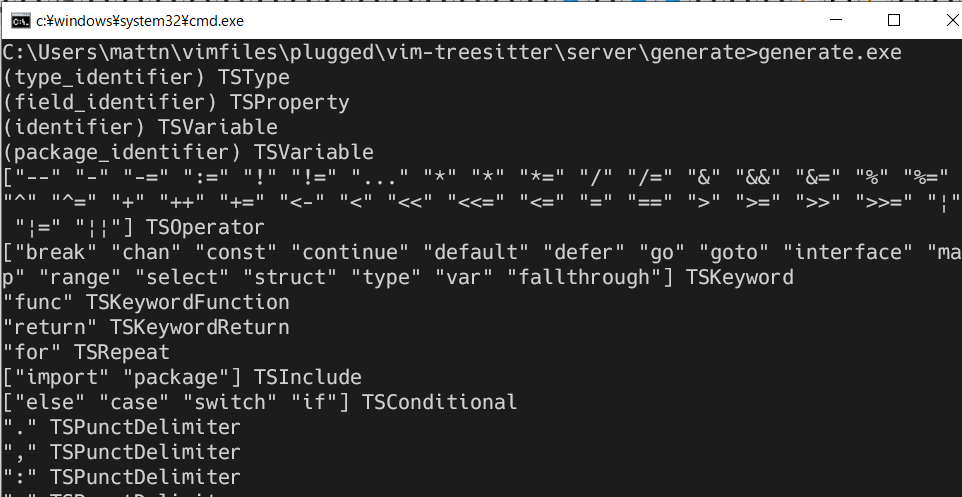 c:¥windows¥system32¥cmd.exe
C:\Users\mattn\vimfiles\plugged\vim-treesitter\server\generate>generate.exe
(type_identifier) TSType
(field_identifier) TSProperty
(identifier) TSVariable
(package_identifier) TSVariable
["--" "-" "-=" ":=" "!" "!=" "..." "*" "*" "*=" "/" "/=" "&" "&&" "&=" "%" "%="
"^" "^=" "+" "++" "+=" "<-" "<" "<<" "<<=" "<=" "=" "==" ">" ">=" ">>" ">>=" "¦"
"¦=" "¦¦"] TSOperator
["break" "chan" "const" "continue" "default" "defer" "go" "goto" "interface" "ma
p" "range" "select" "struct" "type" "var" "fallthrough"] TSKeyword
"func" TSKeywordFunction
"return" TSKeywordReturn
"for" TSRepeat
["import" "package"] TSInclude
["else" "case" "switch" "if"] TSConditional
"." TSPunctDelimiter
"," TSPunctDelimiter
":" TSPunctDelimiter